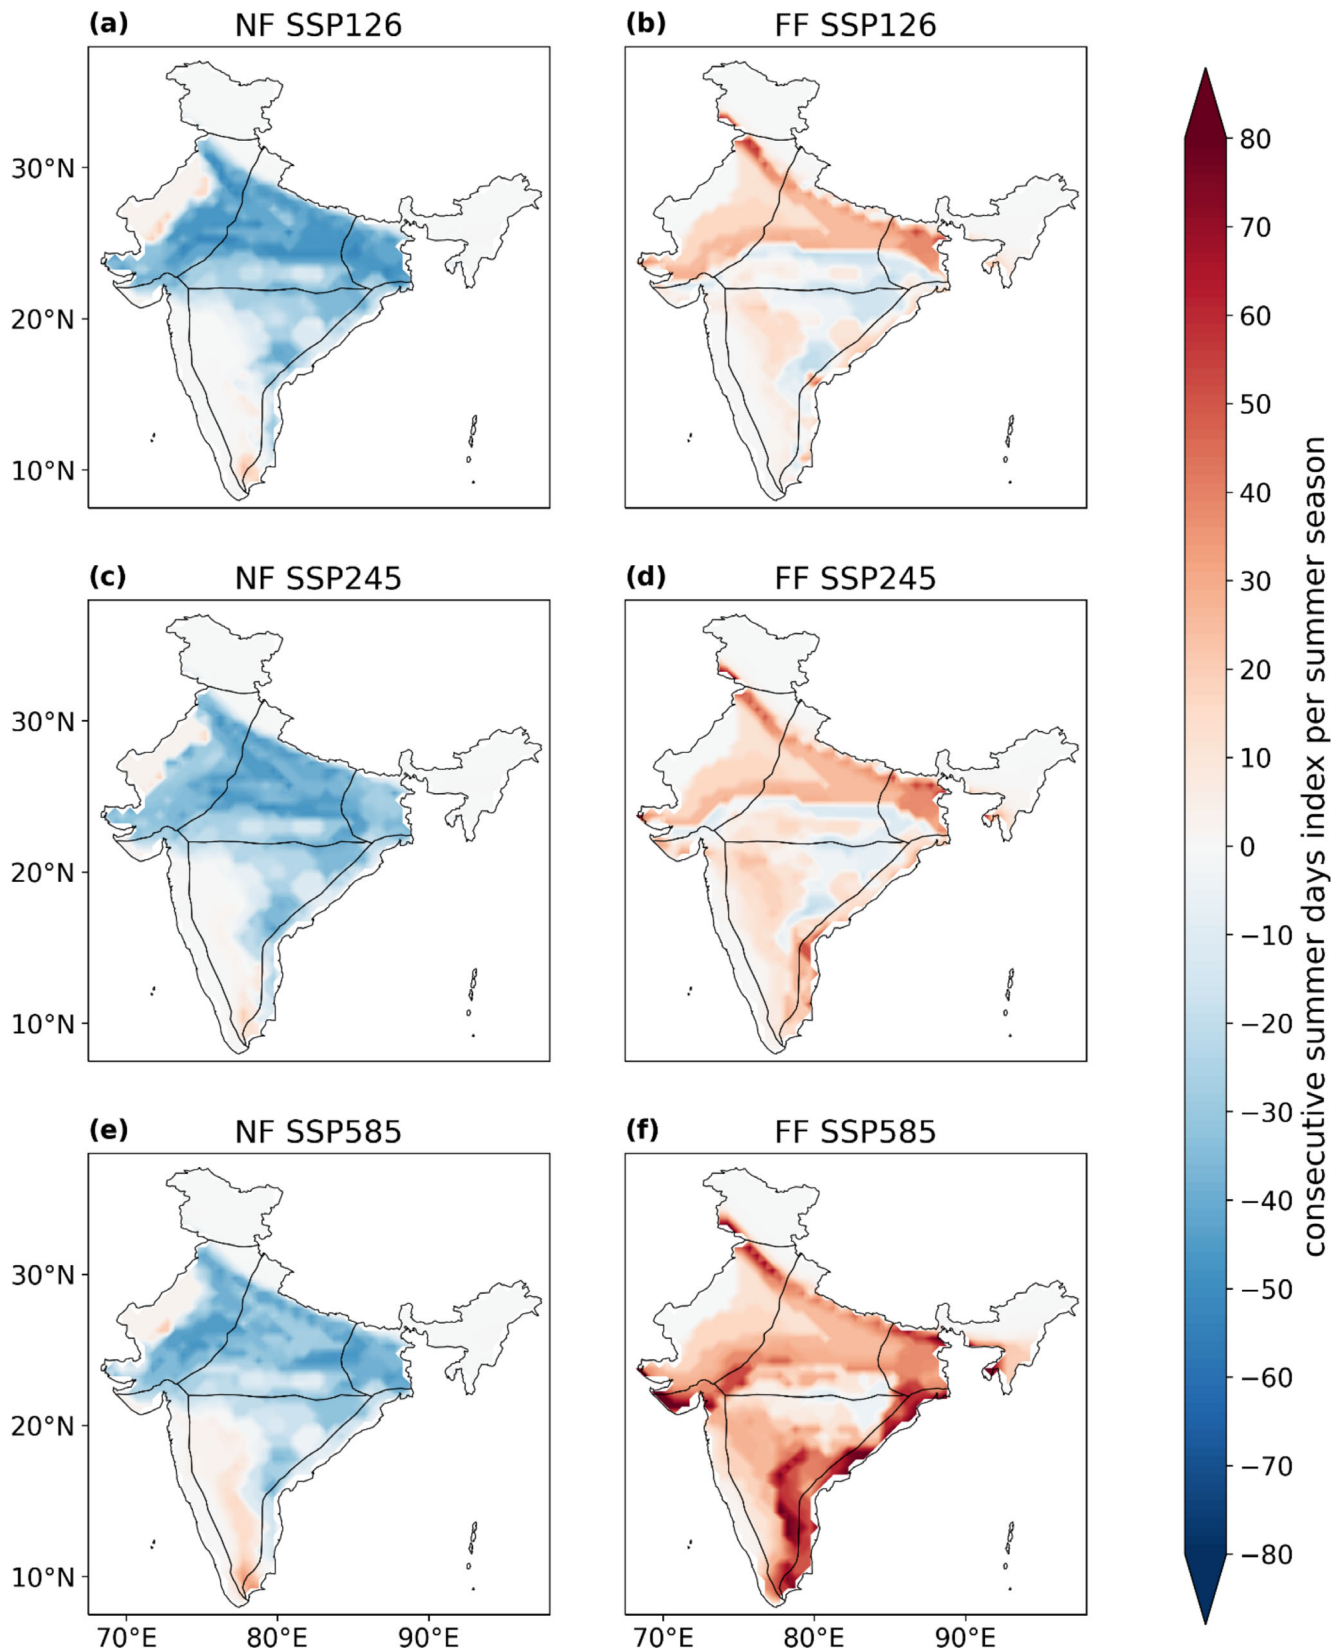 (a) NF SSP126
(b) FF SSP126
30°N
20°N
10°N
(c) NF SSP245
(d) FF SSP245
30°N
20°N
10°N
(e) NF SSP585
(f) FF SSP585
30°N
20°N
10°N
70°E 80°E 90°E
70°E 80°E 90°E
80
70
60
50
40
30
20
10
0
−10
−20
−30
−40
−50
−60
−70
−80
consecutive summer days index per summer season